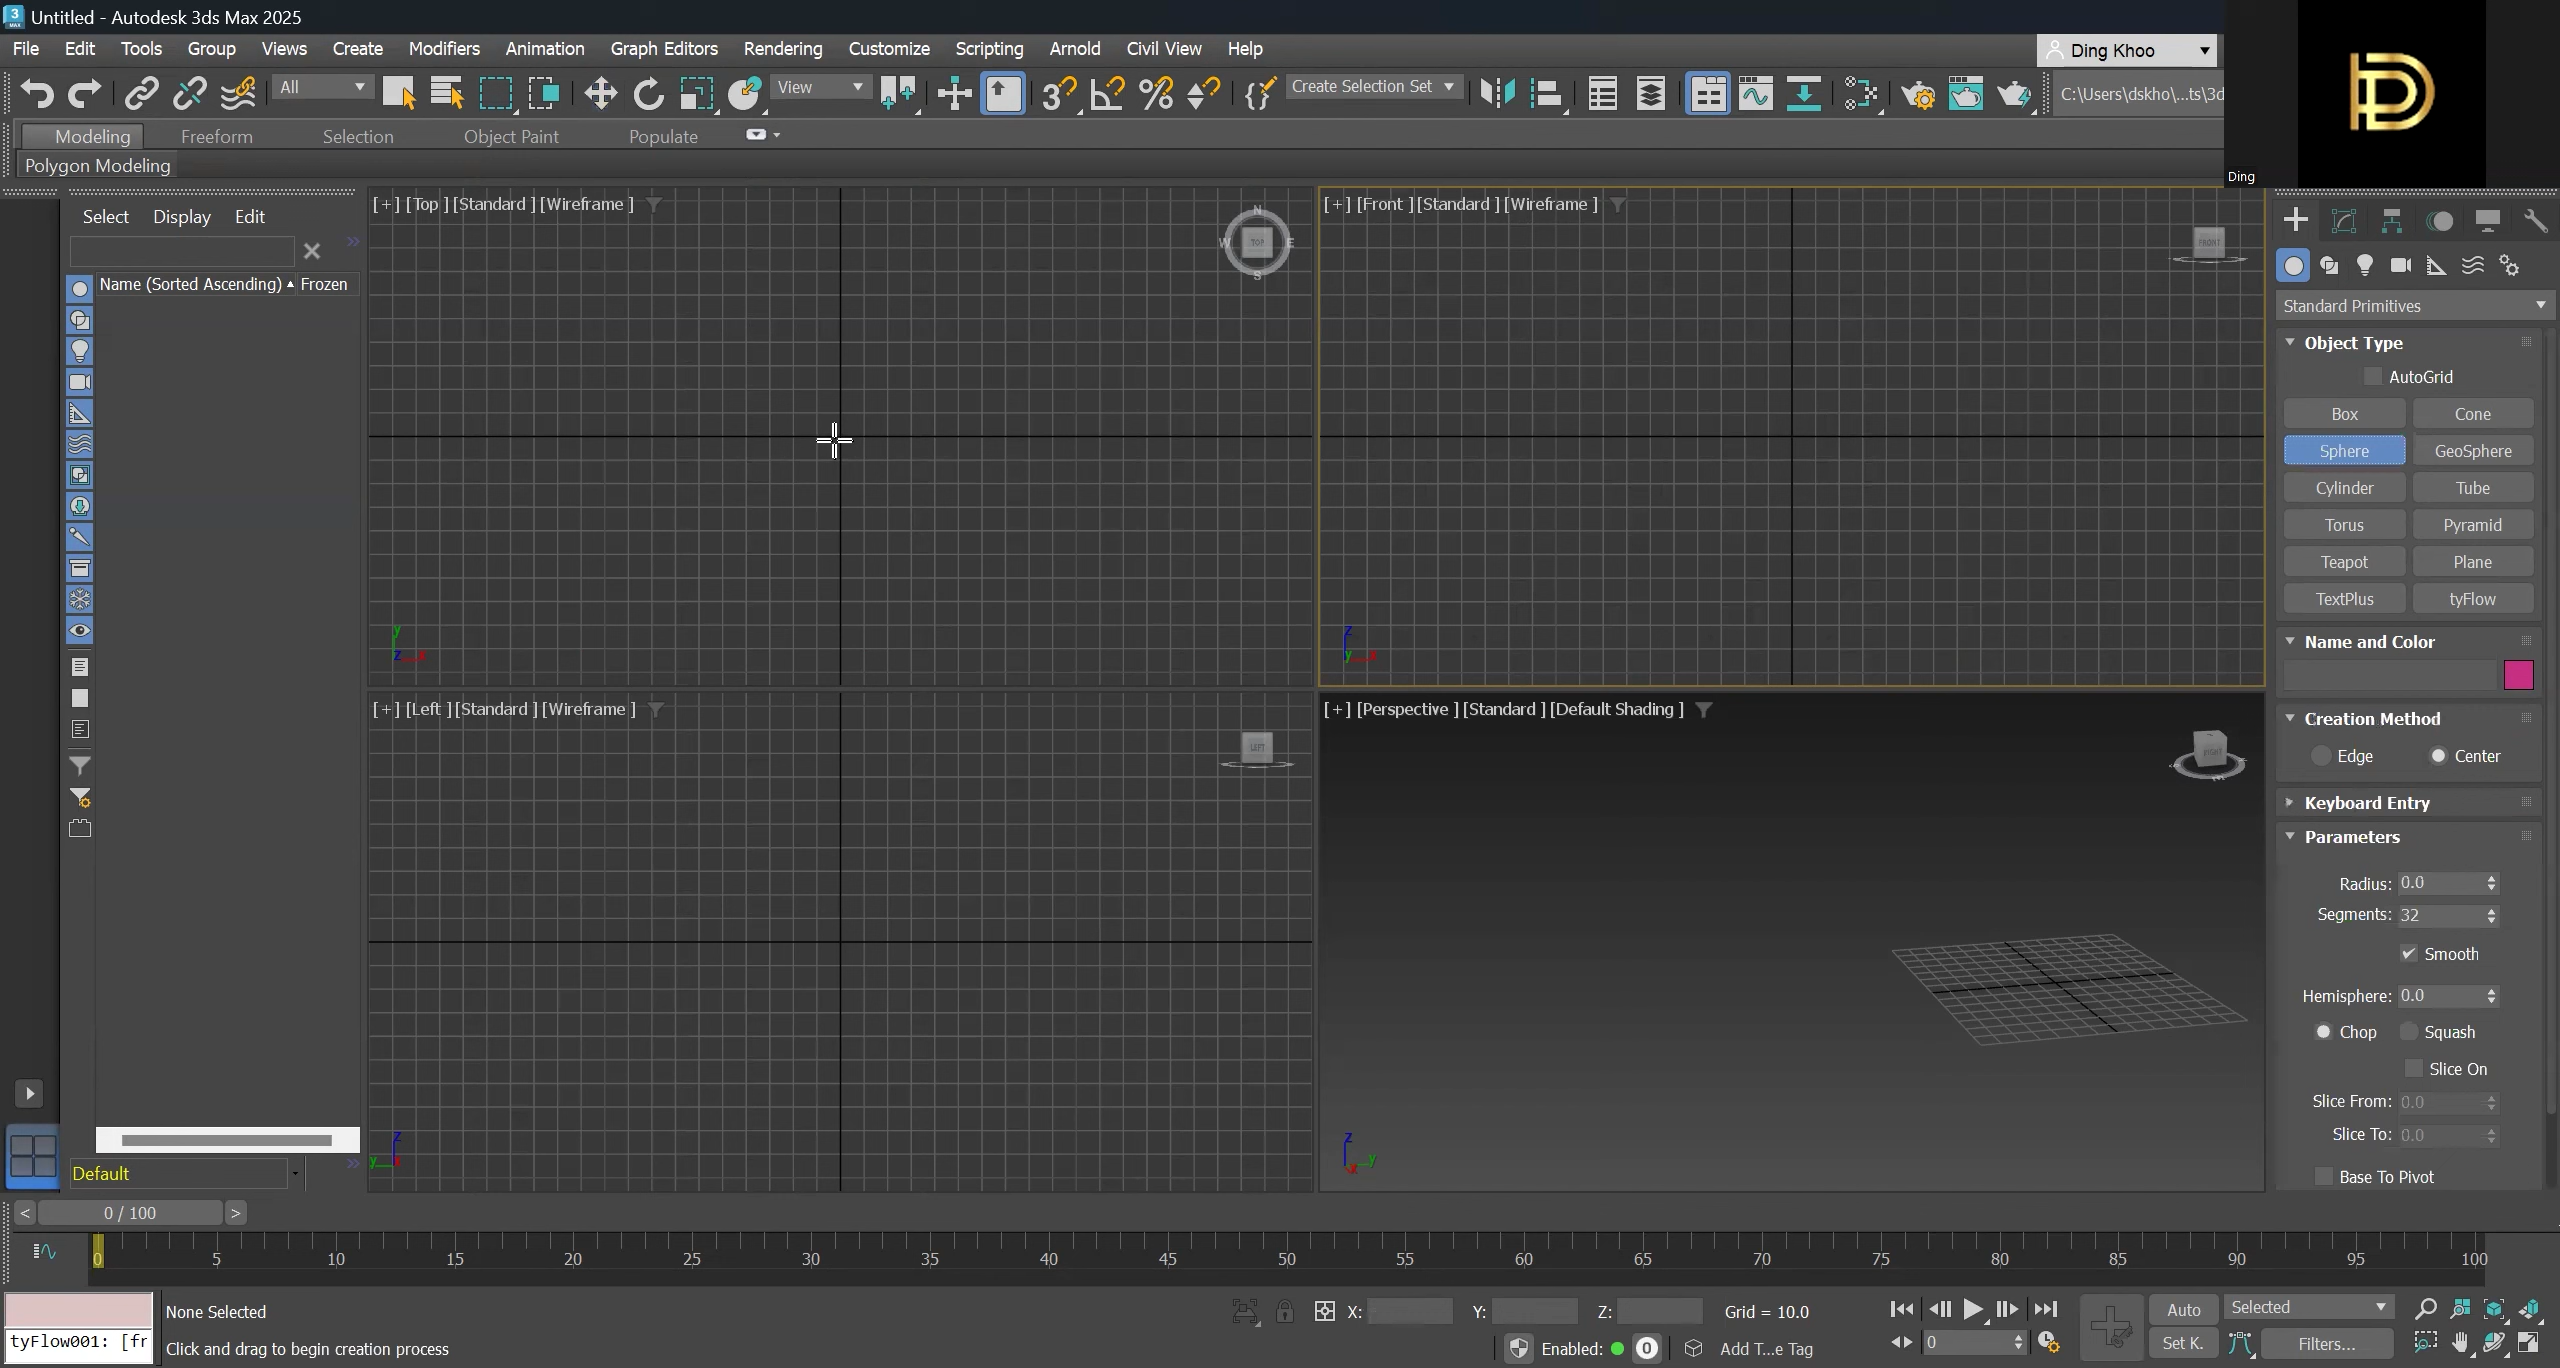 Untitled - Autodesk 3ds Max 2025
File Edit Tools Group Views Create Modifiers Animation Graph Editors Rendering Customize Scripting Arnold Civil View Help
Ding Khoo
All
View
Create Selection Set
C:\Users\dskho\...ts\3d
Ding
Modeling Freeform Selection Object Paint Populate
Polygon Modeling
Select Display Edit
Name (Sorted Ascending) Frozen
Default
[+] [Top ] [Standard ] [Wireframe ]
N
W TOP E
S
y
z x
[+] [Front ] [Standard ] [Wireframe ]
FRONT
z
y x
[+] [Left ] [Standard ] [Wireframe ]
LEFT
z
y x
[+] [Perspective ] [Standard ] [Default Shading ]
z
x y
Standard Primitives
Object Type
AutoGrid
Box Cone
Sphere GeoSphere
Cylinder Tube
Torus Pyramid
Teapot Plane
TextPlus tyFlow
Name and Color
Creation Method
Edge Center
Keyboard Entry
Parameters
Radius: 0.0
Segments: 32
Smooth
Hemisphere: 0.0
Chop Squash
Slice On
Slice From: 0.0
Slice To: 0.0
Base To Pivot
< 0 / 100 >
0 5 10 15 20 25 30 35 40 45 50 55 60 65 70 75 80 85 90 95 100
None Selected
X: Y: Z: Grid = 10.0
Auto Selected
tyFlow001: [fr
Click and drag to begin creation process
Enabled: 0 Add T...e Tag
0
Set K. Filters...